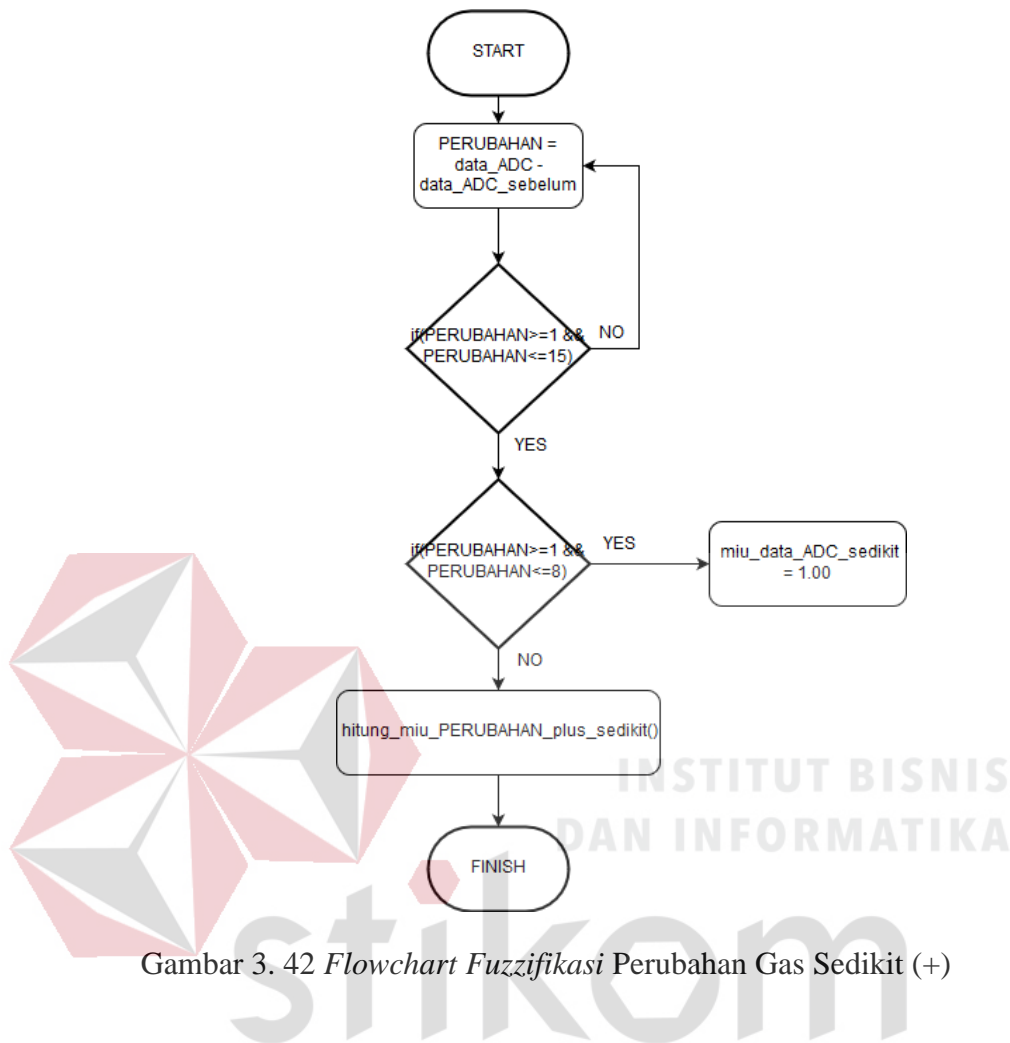 START
PERUBAHAN =
data_ADC -
data_ADC_sebelum
if(PERUBAHAN>=1 &&
PERUBAHAN<=15)
NO
YES
if(PERUBAHAN>=1 &&
PERUBAHAN<=8)
YES
miu_data_ADC_sedikit
= 1.00
NO
hitung_miu_PERUBAHAN_plus_sedikit()
INSTITUT BISNIS
DAN INFORMATIKA
FINISH
stikom
Gambar 3. 42 Flowchart Fuzzifikasi Perubahan Gas Sedikit (+)